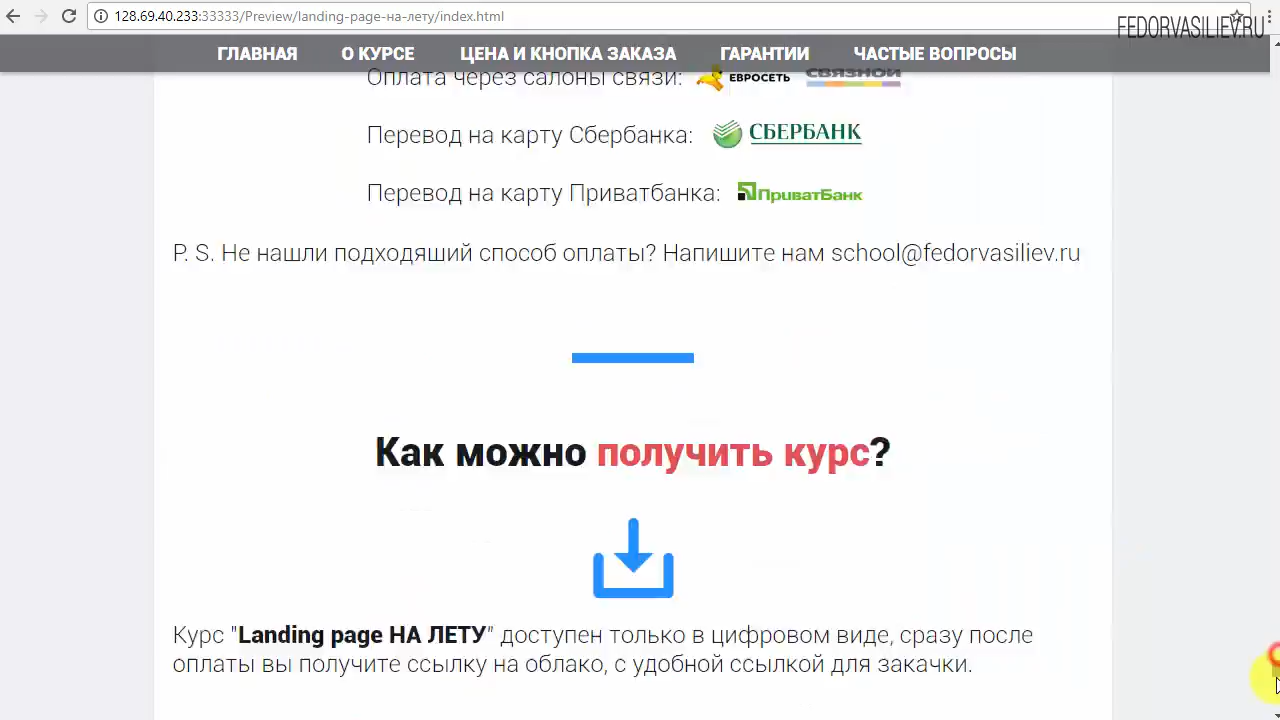 128.69.40.233:33333/Preview/landing-page-на-лету/index.html
FEDORVASILIEV.RU
ГЛАВНАЯ О КУРСЕ ЦЕНА И КНОПКА ЗАКАЗА ГАРАНТИИ ЧАСТЫЕ ВОПРОСЫ
Оплата через салоны связи: ЕВРОСЕТЬ СВЯЗНОЙ
Перевод на карту Сбербанка: СБЕРБАНК
Перевод на карту Приватбанка: ПриватБанк
P. S. Не нашли подходящий способ оплаты? Напишите нам school@fedorvasiliev.ru
Как можно получить курс?
Курс "Landing page НА ЛЕТУ" доступен только в цифровом виде, сразу после
оплаты вы получите ссылку на облако, с удобной ссылкой для закачки.